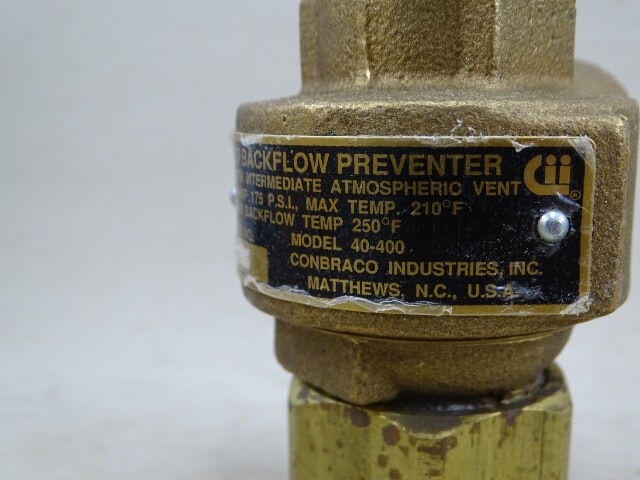 BACKFLOW PREVENTER Cii ®
INTERMEDIATE ATMOSPHERIC VENT
175 P.S.I., MAX TEMP. 210°F
BACKFLOW TEMP 250°F
MODEL 40-400
CONBRACO INDUSTRIES, INC.
MATTHEWS, N.C., U.S.A.